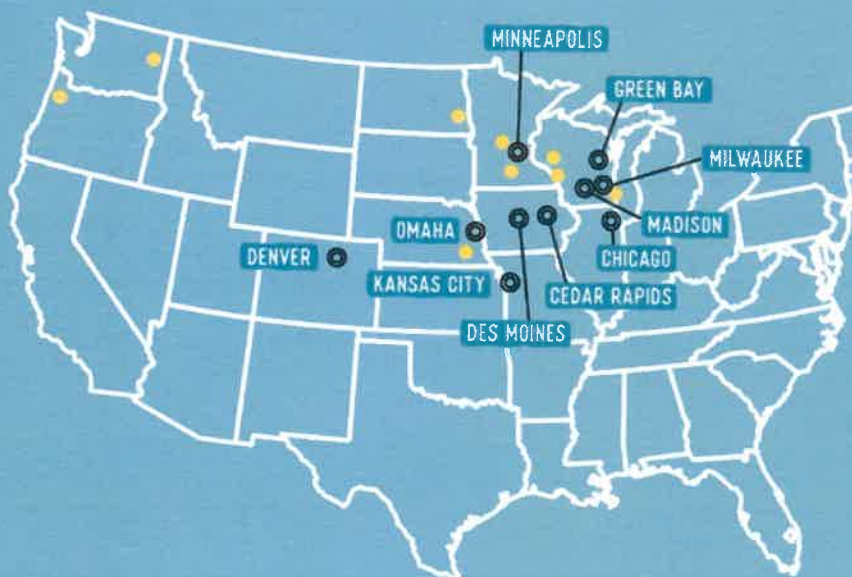 MINNEAPOLIS
GREEN BAY
MILWAUKEE
MADISON
OMAHA
DENVER
CHICAGO
KANSAS CITY
CEDAR RAPIDS
DES MOINES